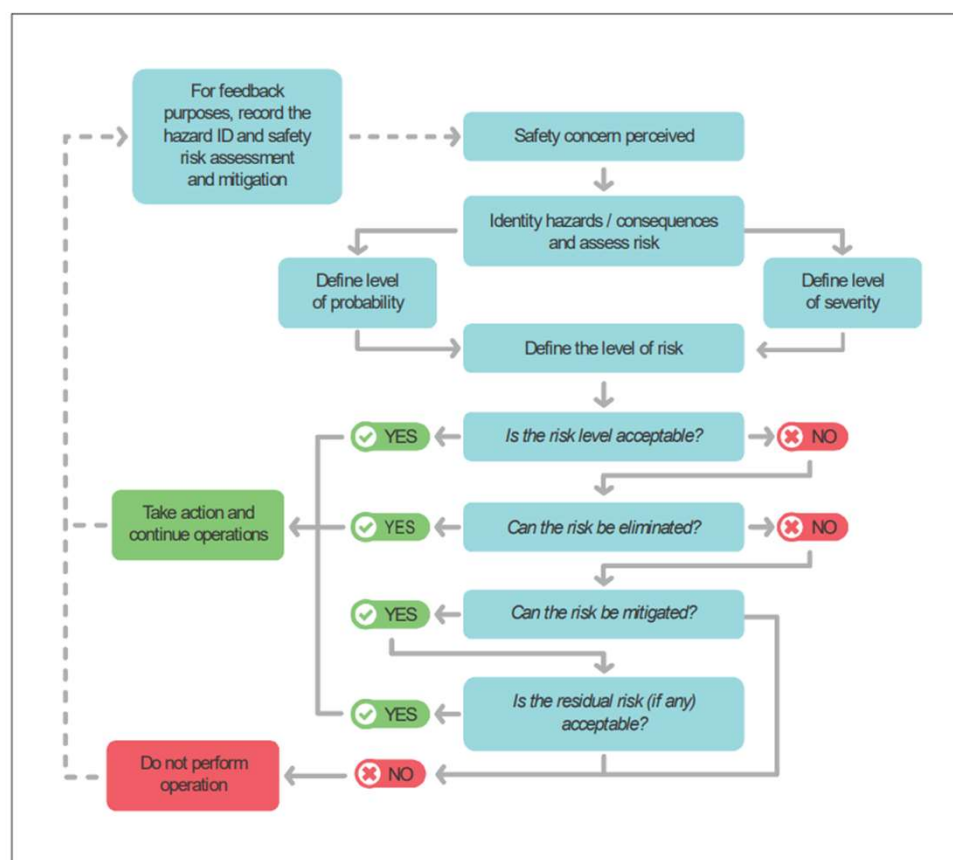 For feedback
purposes, record the
hazard ID and safety
risk assessment
and mitigation
Safety concern perceived
Identity hazards / consequences
and assess risk
Define level
of probability
Define level
of severity
Define the level of risk
YES
Is the risk level acceptable?
NO
Take action and
continue operations
YES
Can the risk be eliminated?
NO
YES
Can the risk be mitigated?
YES
Is the residual risk (if any)
acceptable?
Do not perform
operation
NO